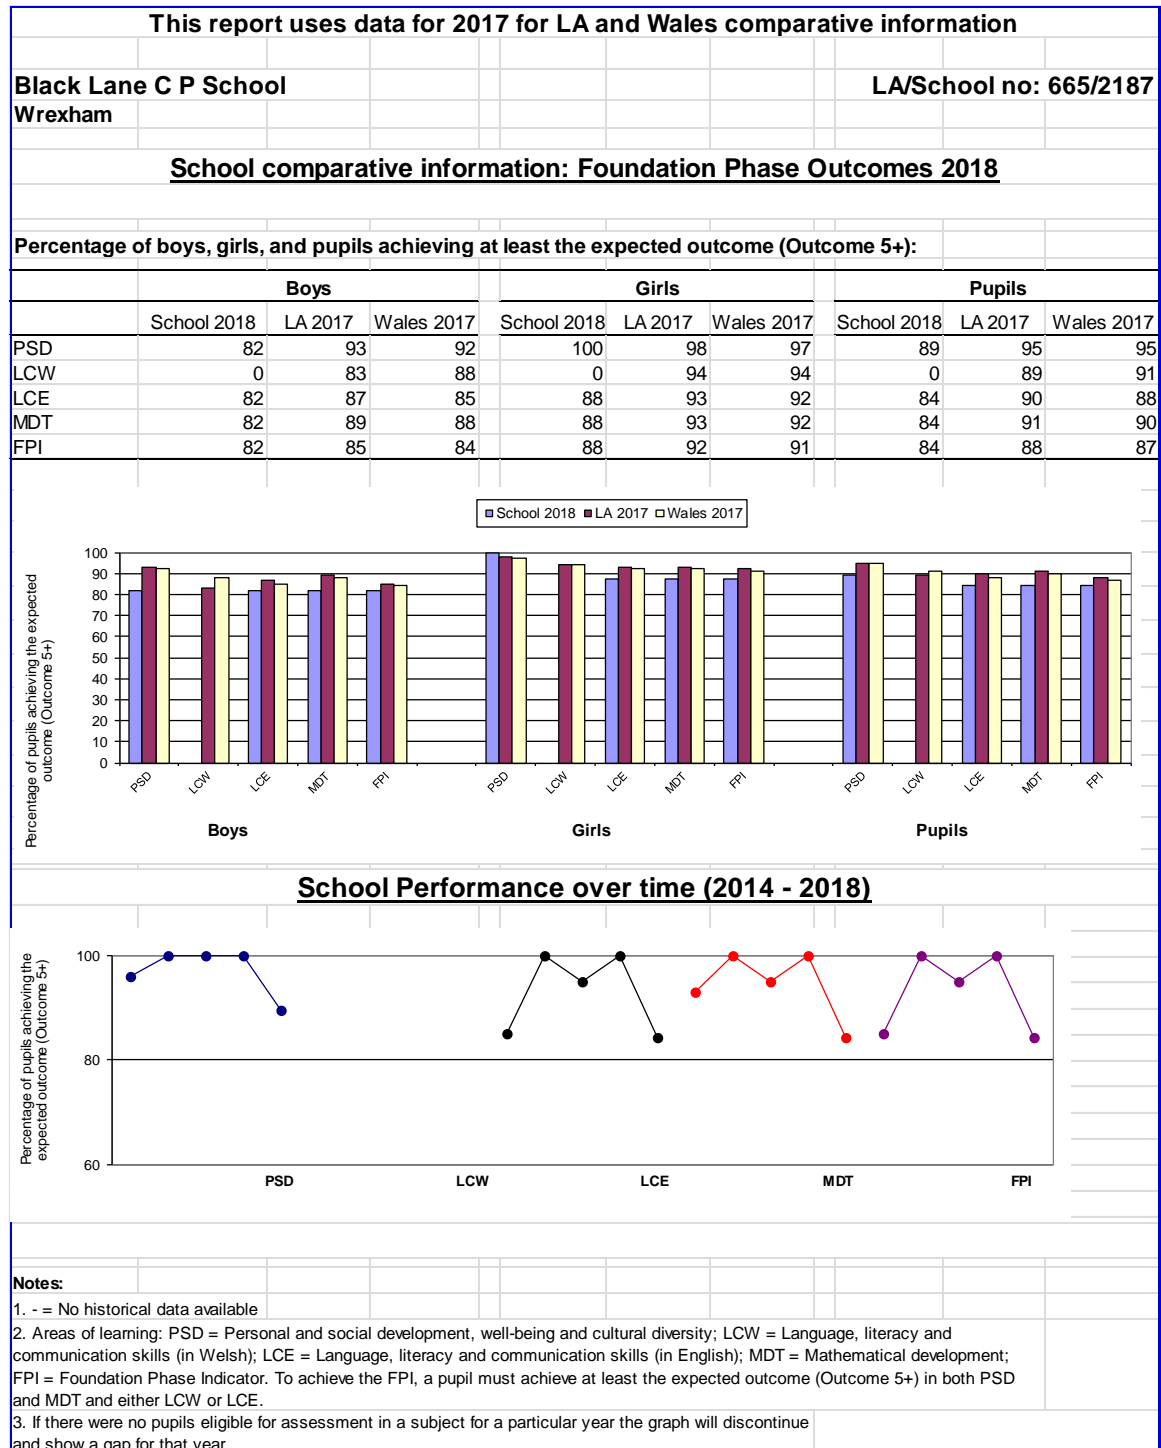 This report uses data for 2017 for LA and Wales comparative information
Black Lane C P School LA/School no: 665/2187
Wrexham
School comparative information: Foundation Phase Outcomes 2018
Percentage of boys, girls, and pupils achieving at least the expected outcome (Outcome 5+):
Boys Girls Pupils
School 2018 LA 2017 Wales 2017 School 2018 LA 2017 Wales 2017 School 2018 LA 2017 Wales 2017
PSD 82 93 92 100 98 97 89 95 95
LCW 0 83 88 0 94 94 0 89 91
LCE 82 87 85 88 93 92 84 90 88
MDT 82 89 88 88 93 92 84 91 90
FPI 82 85 84 88 92 91 84 88 87
School 2018 LA 2017 Wales 2017
Percentage of pupils achieving the expected
outcome (Outcome 5+)
100
90
80
70
60
50
40
30
20
10
0
PSD LCW LCE MDT FPI PSD LCW LCE MDT FPI PSD LCW LCE MDT FPI
Boys Girls Pupils
School Performance over time (2014 - 2018)
Percentage of pupils achieving the
expected outcome (Outcome 5+)
100
80
60
PSD LCW LCE MDT FPI
Notes:
1. - = No historical data available
2. Areas of learning: PSD = Personal and social development, well-being and cultural diversity; LCW = Language, literacy and
communication skills (in Welsh); LCE = Language, literacy and communication skills (in English); MDT = Mathematical development;
FPI = Foundation Phase Indicator. To achieve the FPI, a pupil must achieve at least the expected outcome (Outcome 5+) in both PSD
and MDT and either LCW or LCE.
3. If there were no pupils eligible for assessment in a subject for a particular year the graph will discontinue
and show a gap for that year